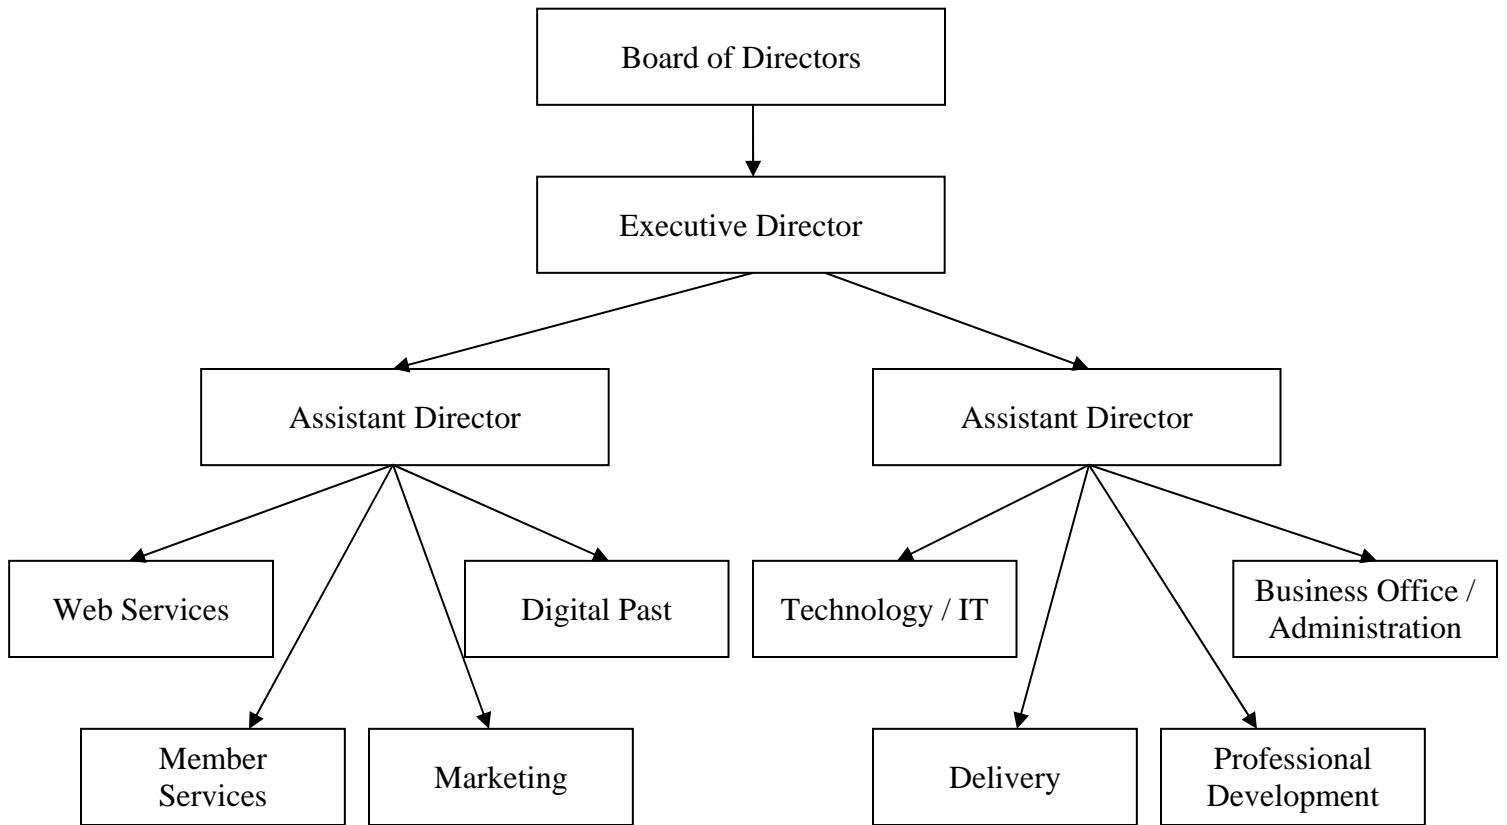 Board of Directors
Executive Director
Assistant Director
Assistant Director
Web Services
Digital Past
Technology / IT
Business Office /
Administration
Member
Services
Marketing
Delivery
Professional
Development